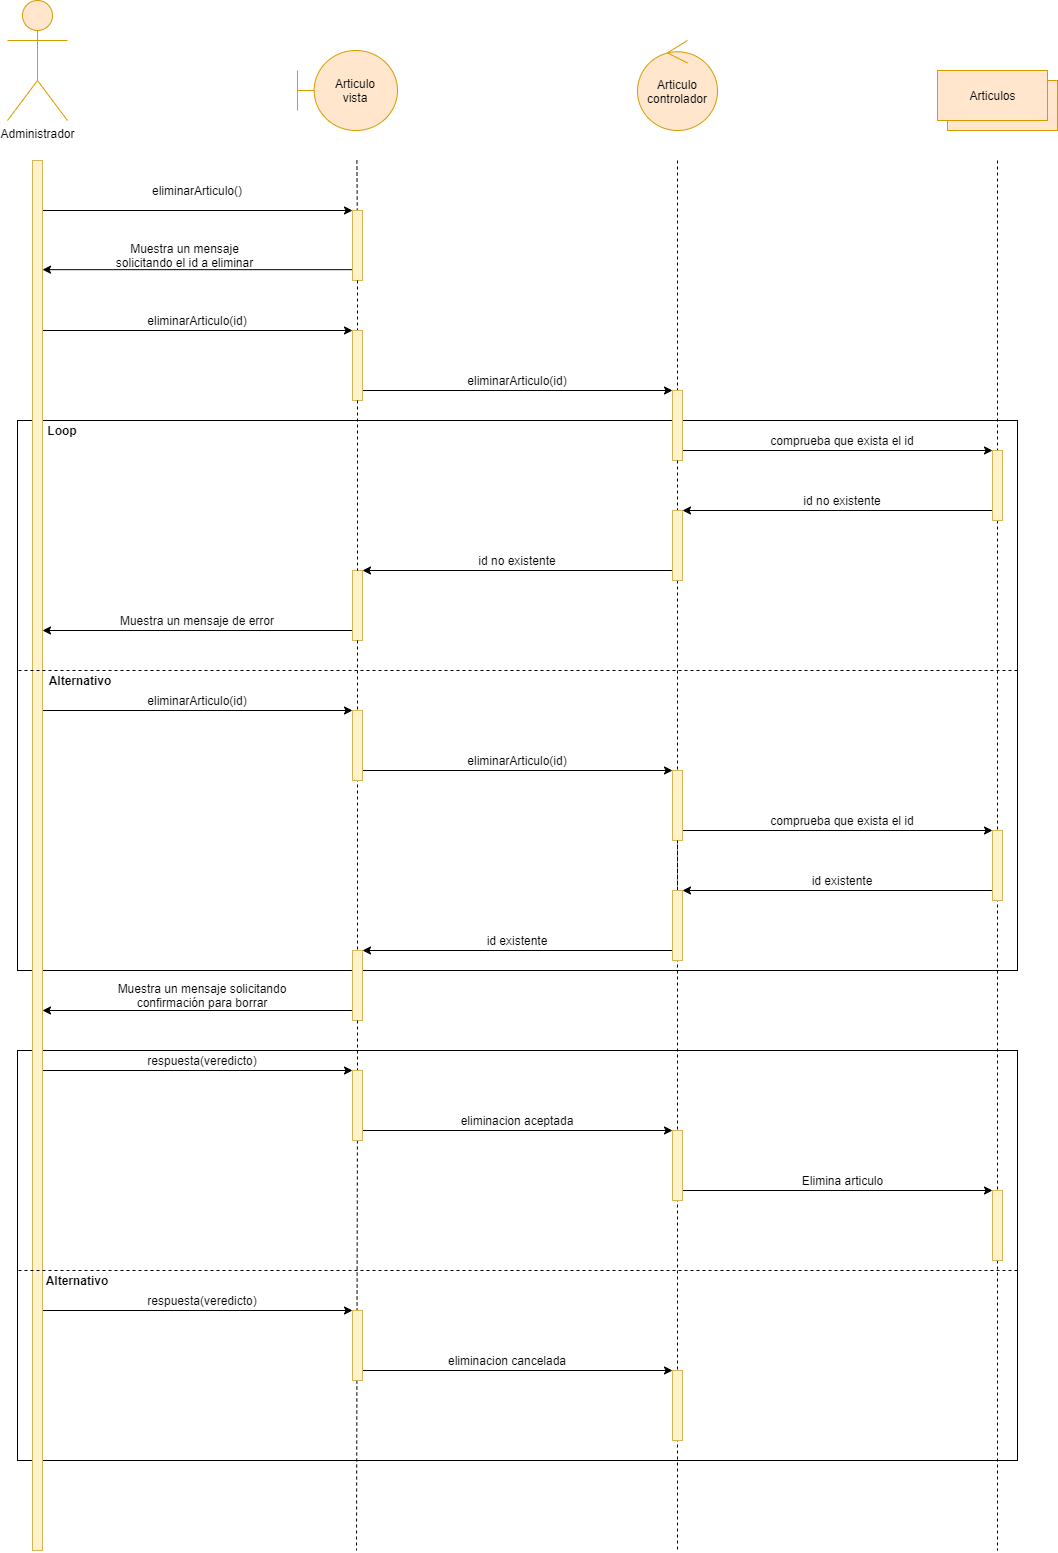 Articulo
vista
Articulo
controlador
Articulos
Administrador
eliminarArticulo()
Muestra un mensaje
solicitando el id a eliminar
eliminarArticulo(id)
eliminarArticulo(id)
Loop
comprueba que exista el id
id no existente
id no existente
Muestra un mensaje de error
Alternativo
eliminarArticulo(id)
eliminarArticulo(id)
comprueba que exista el id
id existente
id existente
Muestra un mensaje solicitando
confirmación para borrar
respuesta(veredicto)
eliminacion aceptada
Elimina articulo
Alternativo
respuesta(veredicto)
eliminacion cancelada